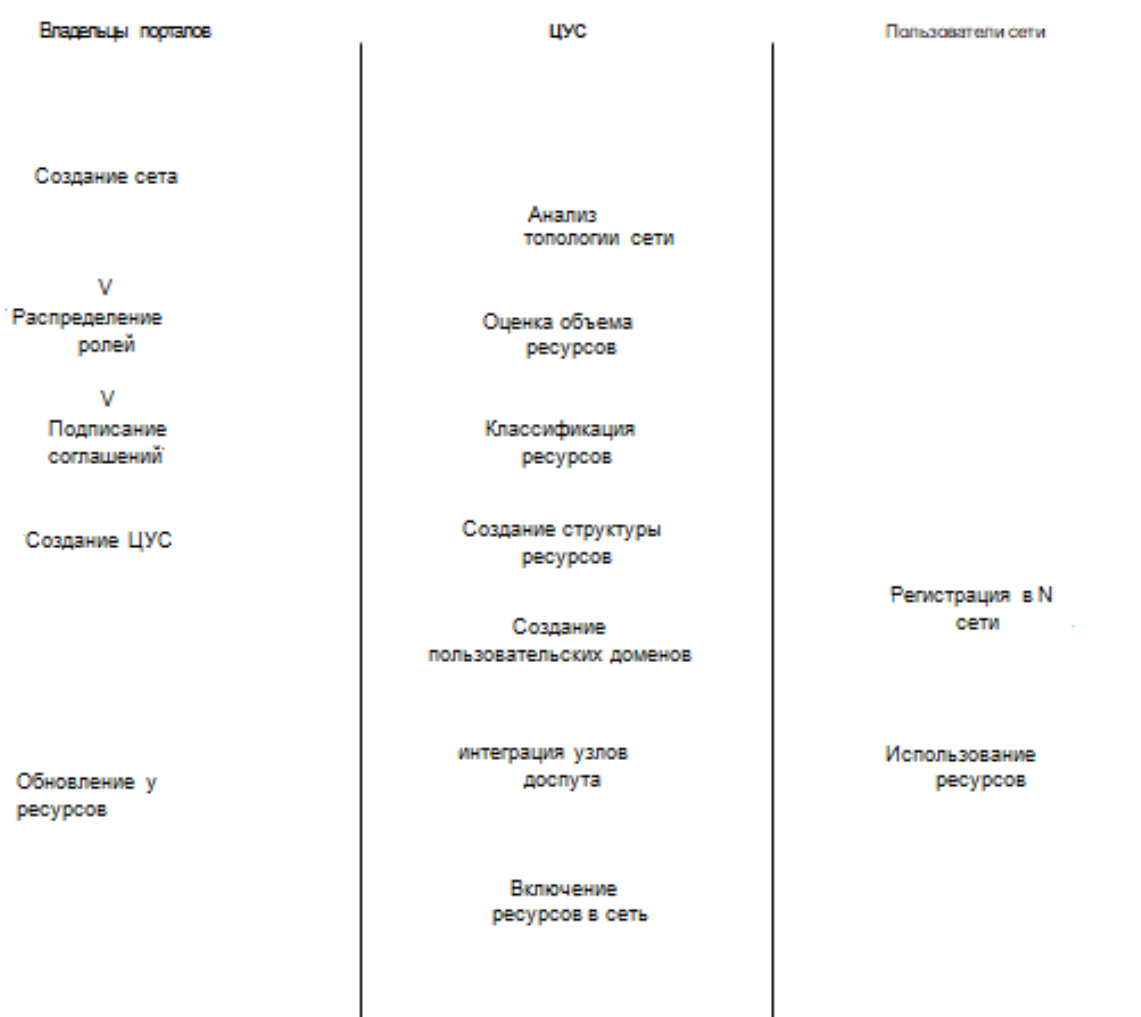 Владельцы порталов
ЦУС
Пользователи сети
Создание сета
Анализ
топологии сети
V
Распределение
ролей
Оценка объема
ресурсов
V
Подписание
соглашений
Классификация
ресурсов
Создание ЦУС
Создание структуры
ресурсов
Регистрация в N
сети
Создание
пользовательских доменов
Обновление у
ресурсов
интеграция узлов
доспута
Использование
ресурсов
Включение
ресурсов в сеть